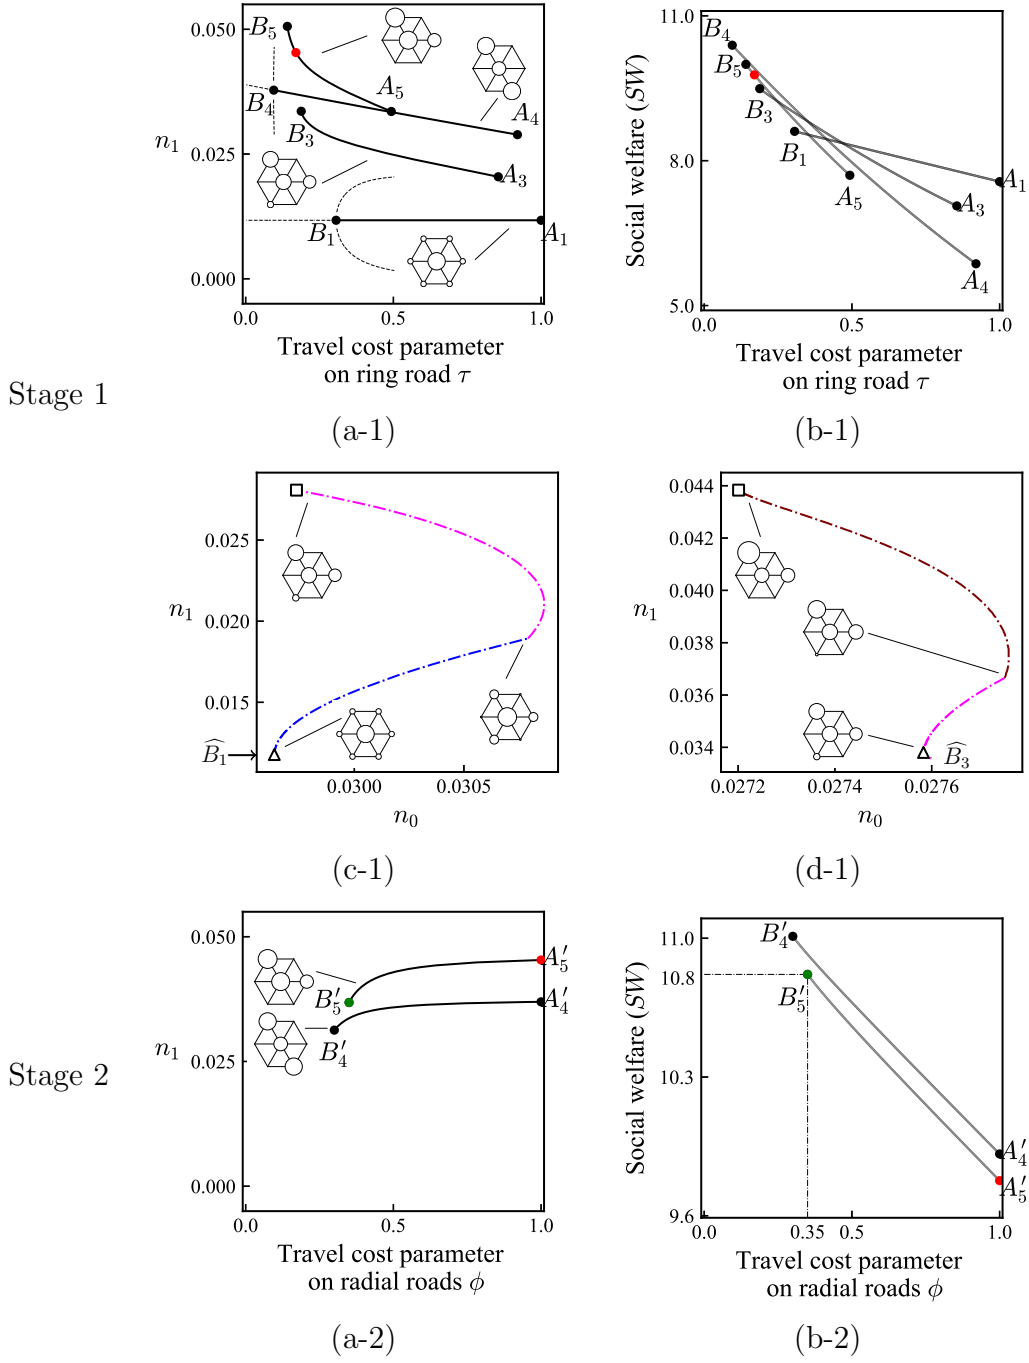 Stage 1
n₁
0.050
0.025
0.000
B₅
B₄
B₃
A₅
A₄
A₃
B₁
A₁
0.0
0.5
1.0
Travel cost parameter
on ring road τ
(a-1)
Social welfare (SW)
11.0
8.0
5.0
B₄
B₅
B₃
B₁
A₁
A₅
A₃
A₄
0.0
0.5
1.0
Travel cost parameter
on ring road τ
(b-1)
n₁
0.025
0.020
0.015
B̂₁
0.0300
0.0305
n₀
(c-1)
n₁
0.044
0.042
0.040
0.038
0.036
0.034
B̂₃
0.0272
0.0274
0.0276
n₀
(d-1)
Stage 2
n₁
0.050
0.025
0.000
B′₅
A′₅
B′₄
A′₄
0.0
0.5
1.0
Travel cost parameter
on radial roads ϕ
(a-2)
Social welfare (SW)
11.0
10.8
10.3
9.6
B′₄
B′₅
A′₄
A′₅
0.0
0.35
0.5
1.0
Travel cost parameter
on radial roads ϕ
(b-2)